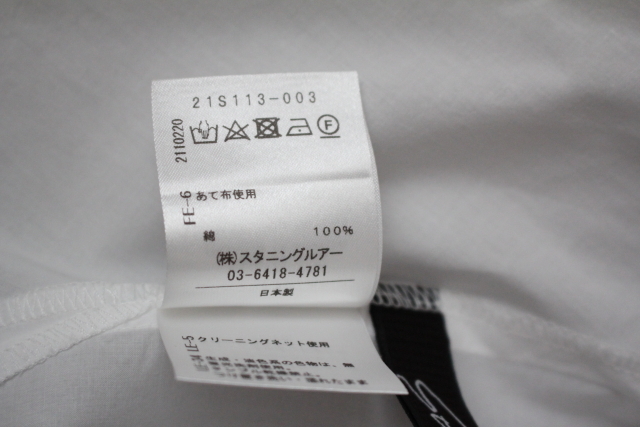 21S113-003
2110220
F
FE-6 あて布使用
綿 100%
(株)スタニングルアー
03-6418-4781
日本製
LE-5 クリーニングネット使用